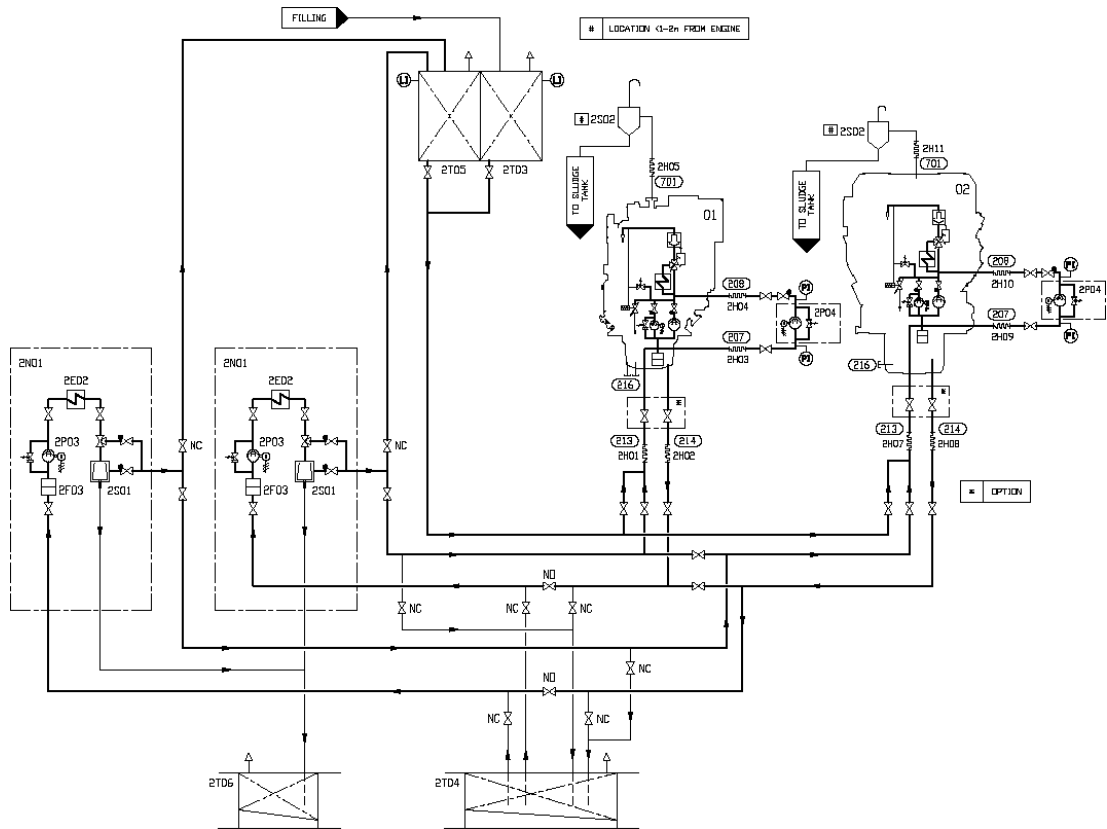 FILLING
# LOCATION <1-2m FROM ENGINE
LI
LI
# 2S02
# 2S02
2T05
2T03
2H05
701
2H11
701
TO SLUDGE TANK
TO SLUDGE TANK
01
02
208
2H04
PI
2P04
207
2H03
PI
208
2H10
PI
2P04
207
2H09
PI
216
216
2N01
2E02
2P03
2F03
2S01
NC
2N01
2E02
2P03
2F03
2S01
NC
213
2H01
214
2H02
213
2H07
214
2H08
* OPTION
NO
NC
NC
NC
NC
NO
NC
NC
2T06
2T04